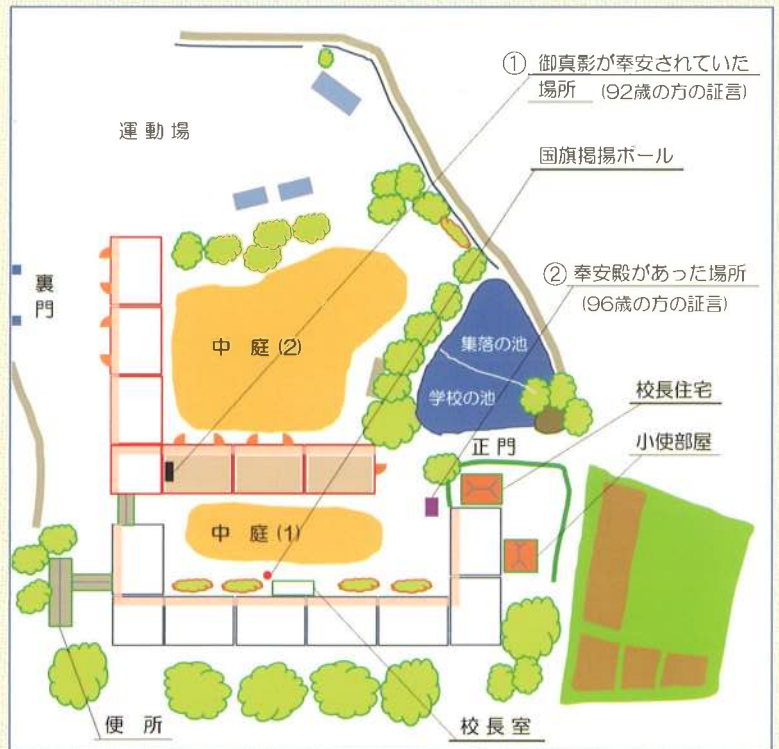 ① 御真影が奉安されていた
場所 (92歳の方の証言)
運動場
国旗掲揚ポール
② 奉安殿があった場所
(96歳の方の証言)
裏門
中 庭 (2)
集落の池
学校の池
校長住宅
正 門
小使部屋
中 庭 (1)
便 所
校長室